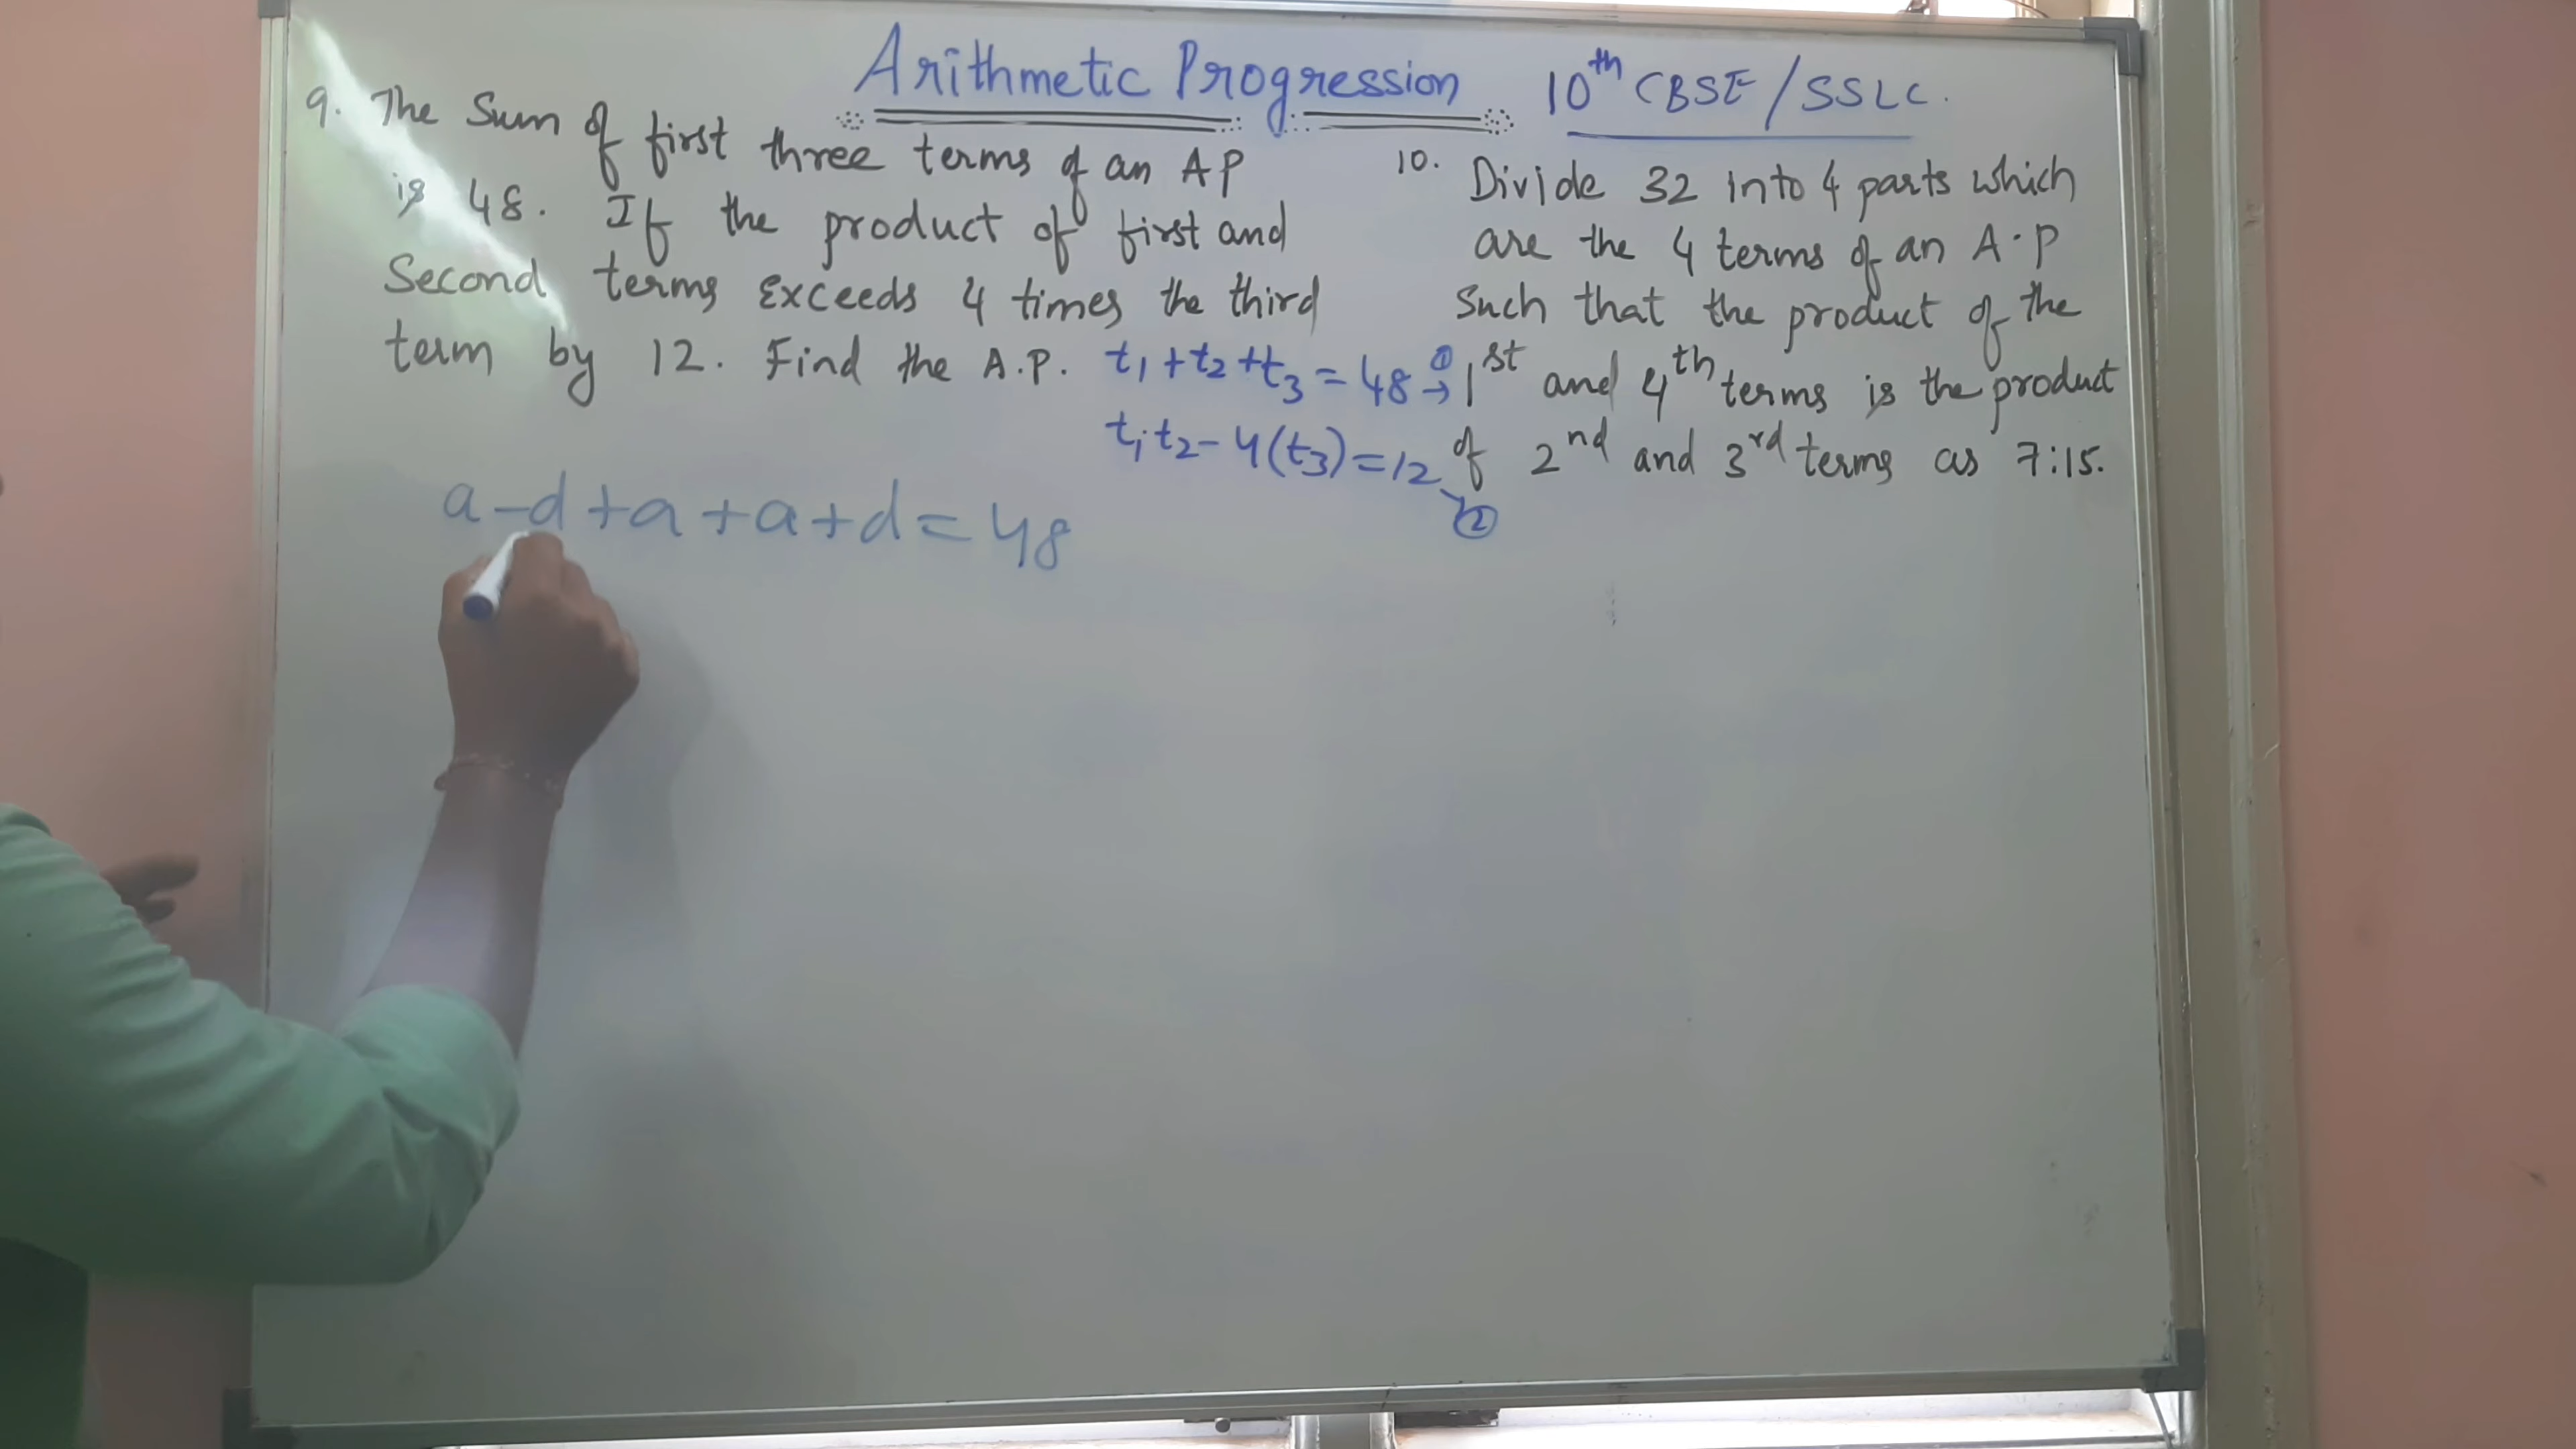 Arithmetic Progression 10th CBSE/SSLC.
9. The Sum of first three terms of an AP
is 48. If the product of first and
Second terms Exceeds 4 times the third
term by 12. Find the A.P.
t1+t2+t3=48→①
t1t2-4(t3)=12
②
a-d+a+a+d=48
10. Divide 32 into 4 parts which
are the 4 terms of an A.P
Such that the product of the
1st and 4th terms is the product
of 2nd and 3rd terms as 7:15.